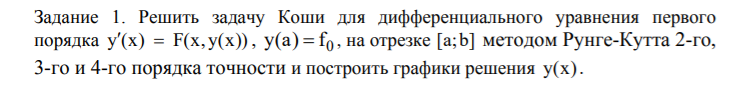 Задание 1. Решить задачу Коши для дифференциального уравнения первого
порядка y′(x) = F(x,y(x)), y(a) = f₀, на отрезке [a;b] методом Рунге-Кутта 2-го,
3-го и 4-го порядка точности и построить графики решения y(x).